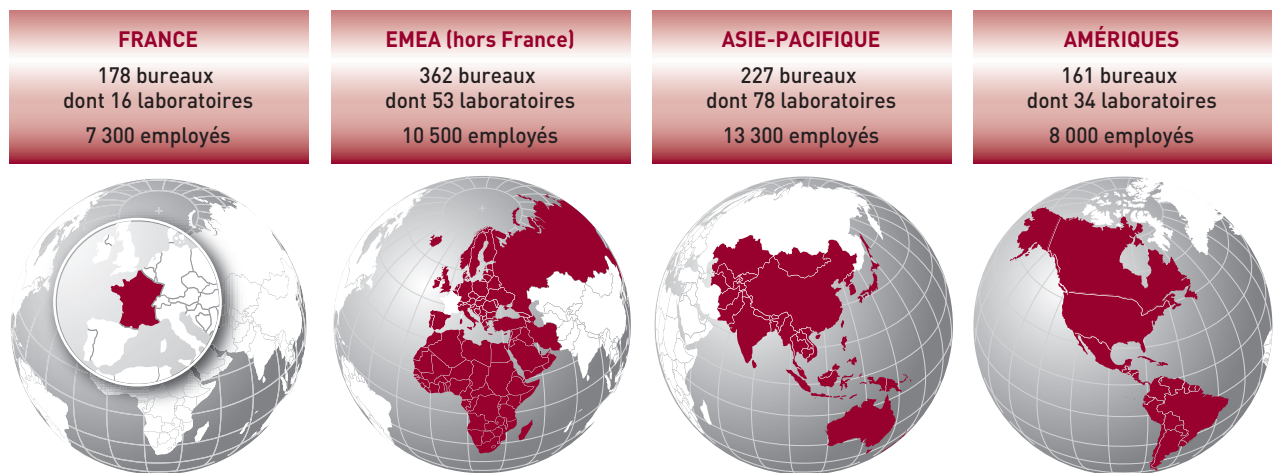 FRANCE
178 bureaux
dont 16 laboratoires
7 300 employés
EMEA (hors France)
362 bureaux
dont 53 laboratoires
10 500 employés
ASIE-PACIFIQUE
227 bureaux
dont 78 laboratoires
13 300 employés
AMÉRIQUES
161 bureaux
dont 34 laboratoires
8 000 employés